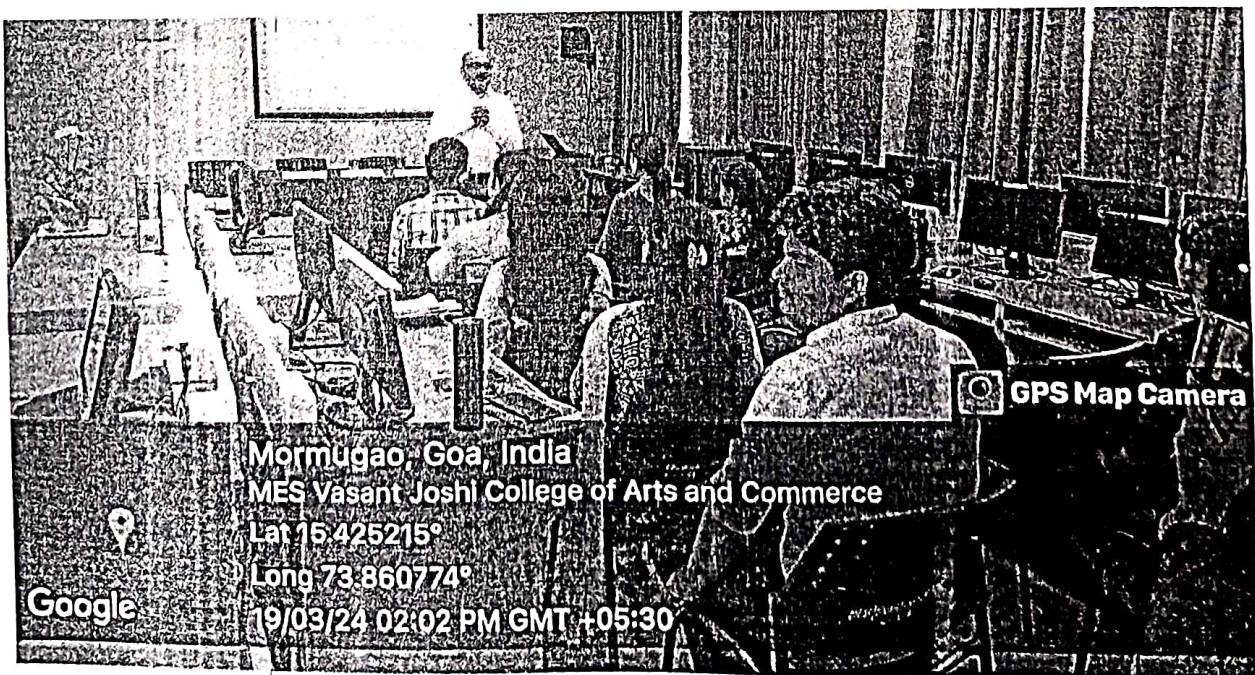 GPS Map Camera
Mormugao, Goa, India
MES Vasant Joshi College of Arts and Commerce
Lat 15.425215°
Long 73.860774°
19/03/24 02:02 PM GMT +05:30
Google